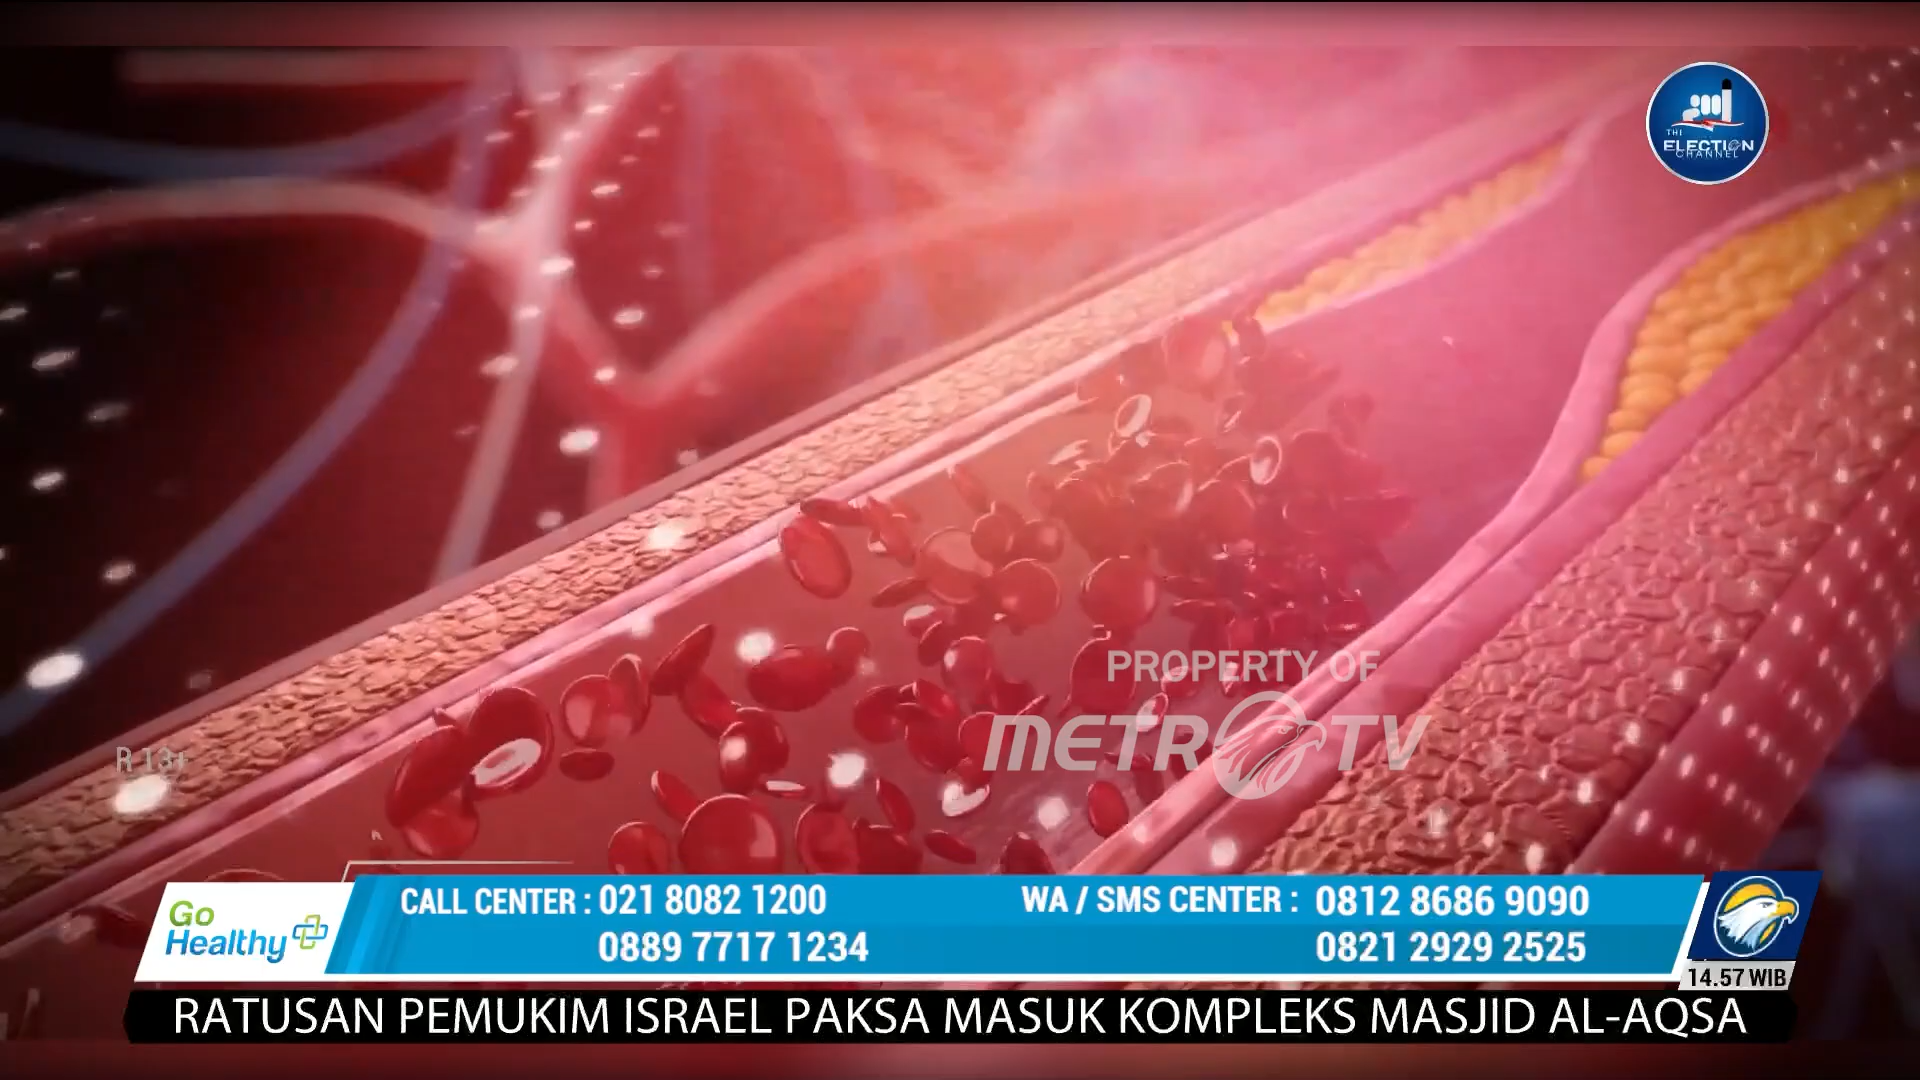 THE
ELECTION
CHANNEL
PROPERTY OF
METRO TV
R 13+
Go
Healthy
CALL CENTER : 021 8082 1200
0889 7717 1234
WA / SMS CENTER : 0812 8686 9090
0821 2929 2525
14.57 WIB
RATUSAN PEMUKIM ISRAEL PAKSA MASUK KOMPLEKS MASJID AL-AQSA